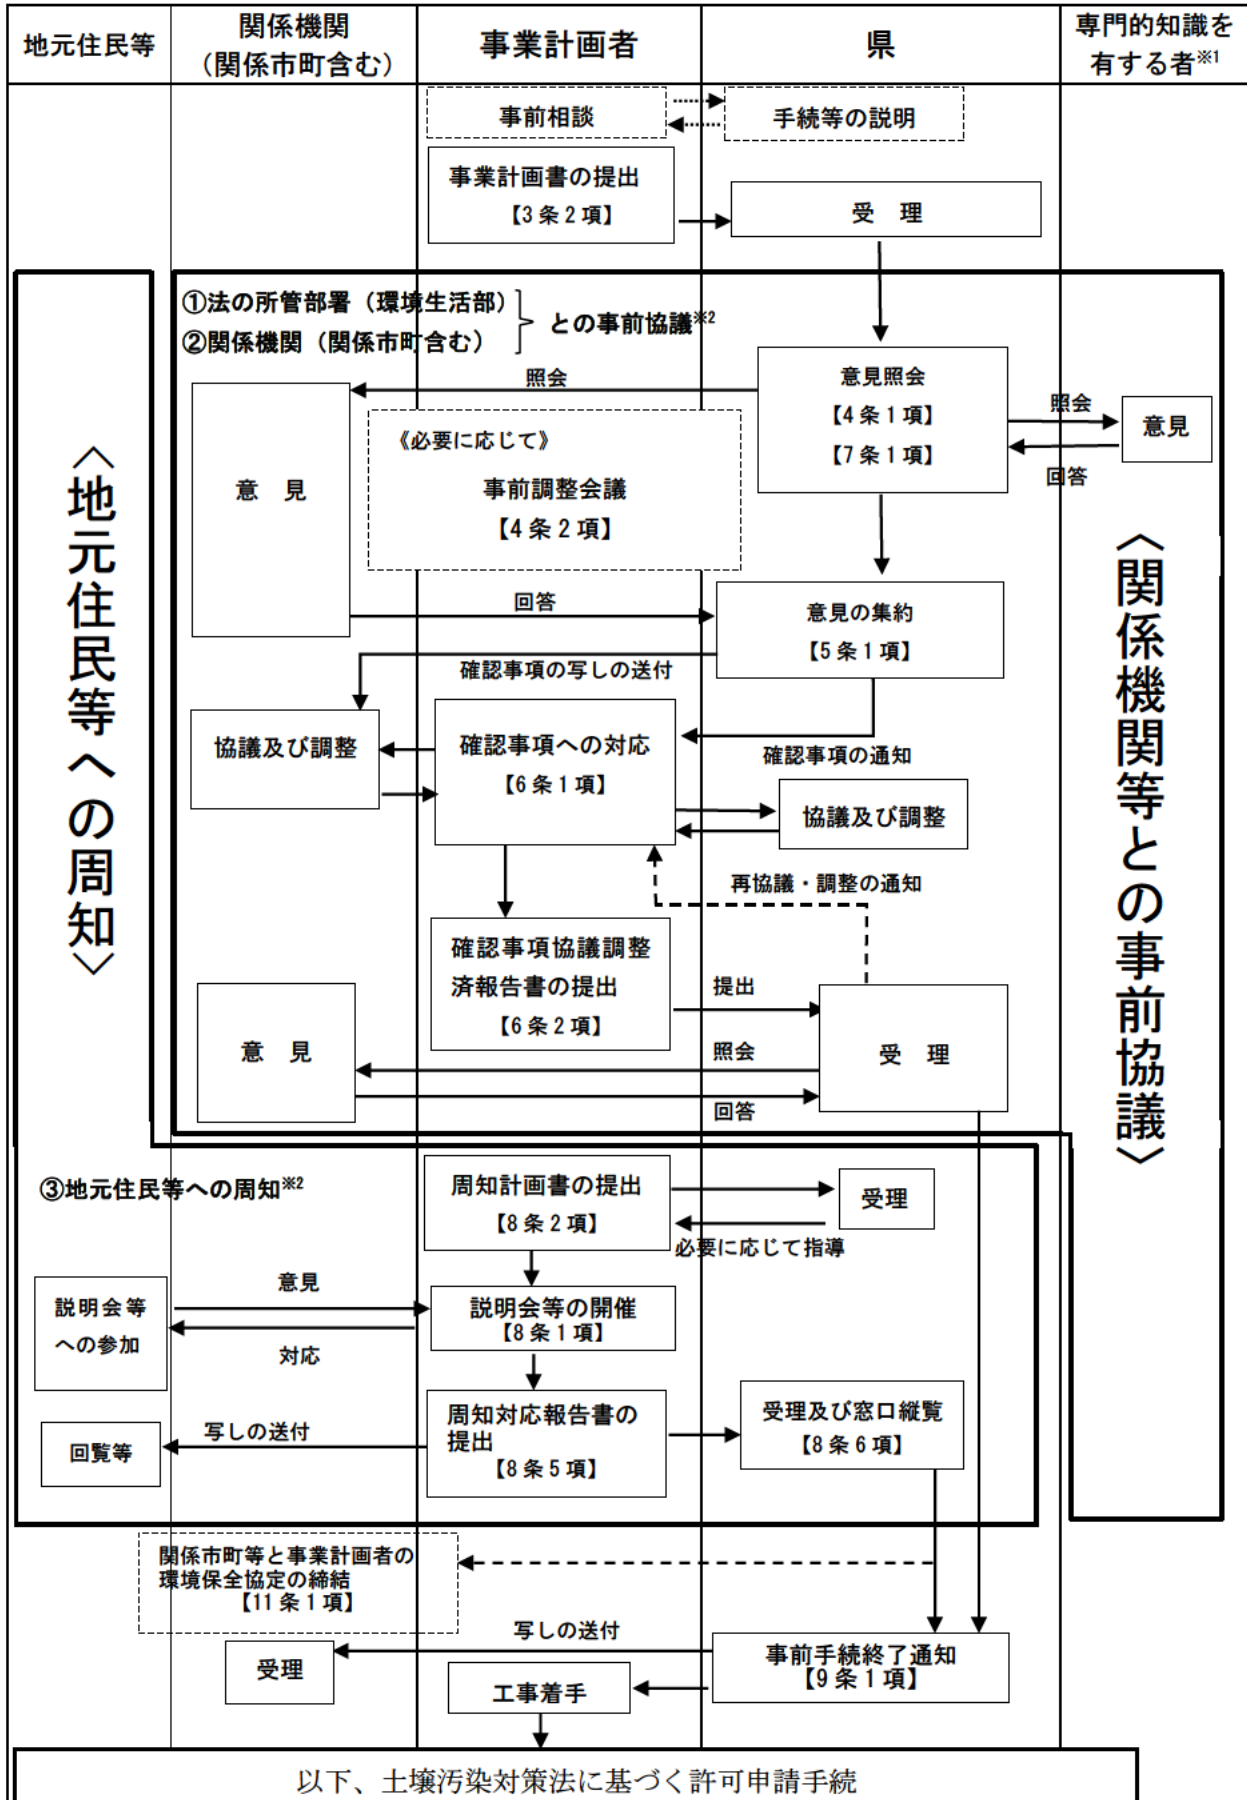 地元住民等
関係機関
（関係市町含む）
事業計画者
県
専門的知識を
有する者※1
事前相談
手続等の説明
事業計画書の提出
【3 条 2 項】
受　理
①法の所管部署（環境生活部）
②関係機関（関係市町含む）
との事前協議※2
照会
意見照会
【4 条 1 項】
【7 条 1 項】
照会
意見
回答
《必要に応じて》
事前調整会議
【4 条 2 項】
意　見
回答
意見の集約
【5 条 1 項】
確認事項の写しの送付
協議及び調整
確認事項への対応
【6 条 1 項】
確認事項の通知
協議及び調整
再協議・調整の通知
確認事項協議調整
済報告書の提出
【6 条 2 項】
提出
意　見
照会
受　理
回答
〈地元住民等への周知〉
〈関係機関等との事前協議〉
③地元住民等への周知※2
周知計画書の提出
【8 条 2 項】
受理
必要に応じて指導
説明会等
への参加
意見
対応
説明会等の開催
【8 条 1 項】
回覧等
写しの送付
周知対応報告書の
提出
【8 条 5 項】
受理及び窓口縦覧
【8 条 6 項】
関係市町等と事業計画者の
環境保全協定の締結
【11 条 1 項】
写しの送付
受理
事前手続終了通知
【9 条 1 項】
工事着手
以下、土壌汚染対策法に基づく許可申請手続